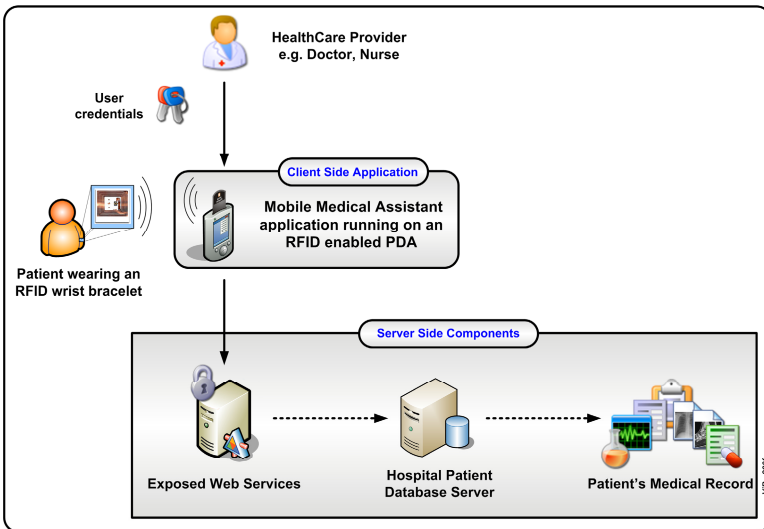 HealthCare Provider
e.g. Doctor, Nurse
User
credentials
Client Side Application
Mobile Medical Assistant
application running on an
RFID enabled PDA
Patient wearing an
RFID wrist bracelet
Server Side Components
Exposed Web Services
Hospital Patient
Database Server
Patient's Medical Record